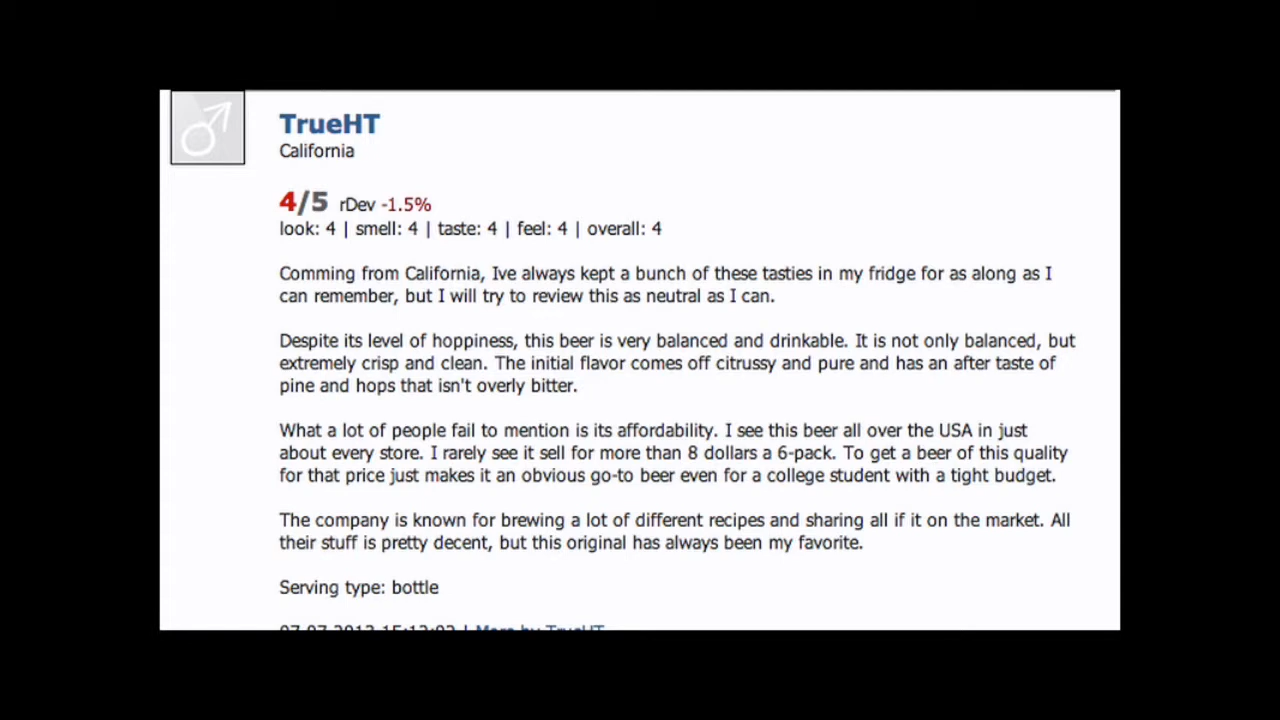 TrueHT
California
4/5 rDev -1.5%
look: 4 | smell: 4 | taste: 4 | feel: 4 | overall: 4
Comming from California, Ive always kept a bunch of these tasties in my fridge for as along as I
can remember, but I will try to review this as neutral as I can.
Despite its level of hoppiness, this beer is very balanced and drinkable. It is not only balanced, but
extremely crisp and clean. The initial flavor comes off citrussy and pure and has an after taste of
pine and hops that isn't overly bitter.
What a lot of people fail to mention is its affordability. I see this beer all over the USA in just
about every store. I rarely see it sell for more than 8 dollars a 6-pack. To get a beer of this quality
for that price just makes it an obvious go-to beer even for a college student with a tight budget.
The company is known for brewing a lot of different recipes and sharing all if it on the market. All
their stuff is pretty decent, but this original has always been my favorite.
Serving type: bottle
| More by TrueHT